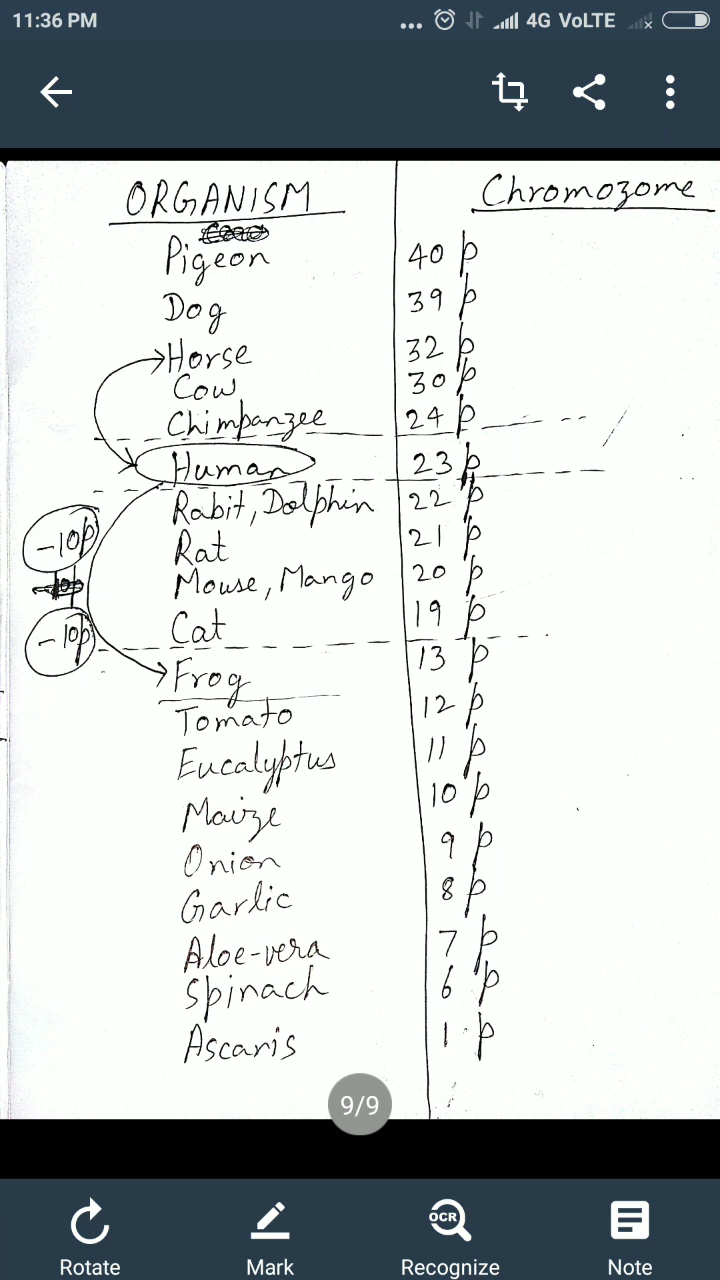 11:36 PM ... 4G VoLTE
ORGANISM Chromozome
Pigeon 40 p
Dog 39 p
Horse 32 p
Cow 30 p
Chimpanzee 24 p
Human 23 p
Rabit, Dolphin 22 p
-10p Rat 21 p
Mouse, Mango 20 p
-10p Cat 19 p
Frog 13 p
Tomato 12 p
Eucalyptus 11 p
Maize 10 p
Onion 9 p
Garlic 8 p
Aloe-vera 7 p
Spinach 6 p
Ascaris 1 p
9/9
OCR
Rotate Mark Recognize Note